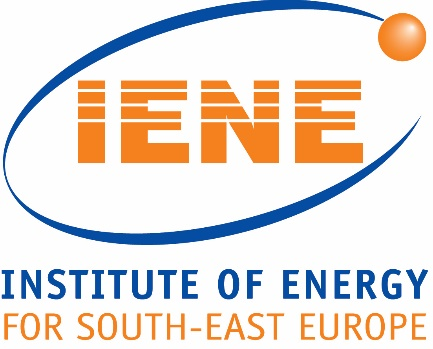 IENE
INSTITUTE OF ENERGY
FOR SOUTH-EAST EUROPE